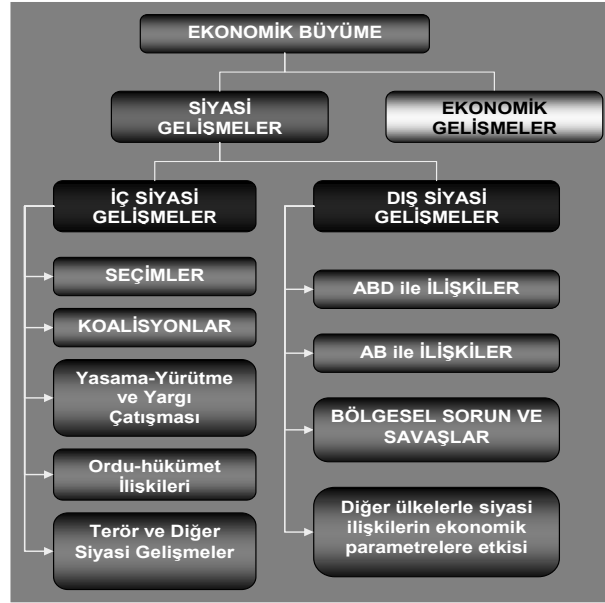 EKONOMİK BÜYÜME
SİYASİ
GELİŞMELER
EKONOMİK
GELİŞMELER
İÇ SİYASİ
GELİŞMELER
SEÇİMLER
KOALİSYONLAR
Yasama-Yürütme
ve Yargı
Çatışması
Ordu-hükümet
İlişkileri
Terör ve Diğer
Siyasi Gelişmeler
DIŞ SİYASİ
GELİŞMELER
ABD ile İLİŞKİLER
AB ile İLİŞKİLER
BÖLGESEL SORUN VE
SAVAŞLAR
Diğer ülkelerle siyasi
ilişkilerin ekonomik
parametrelere etkisi